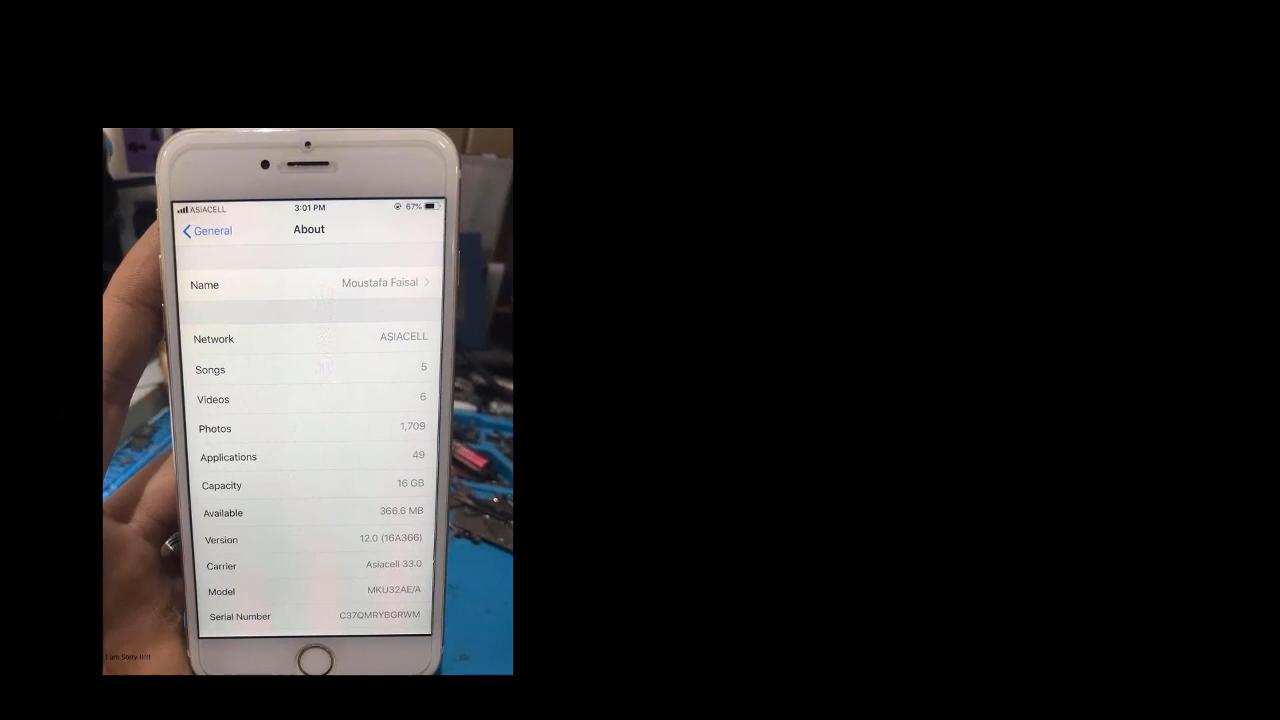 ASIACELL 3:01 PM 67%
General About
Name Moustafa Faisal
Network ASIACELL
Songs 5
Videos 6
Photos 1,709
Applications 49
Capacity 16 GB
Available 366.6 MB
Version 12.0 (16A366)
Carrier Asiacell 33.0
Model MKU32AE/A
Serial Number C37QMRYBGRWM
I am Sorry !!!!!